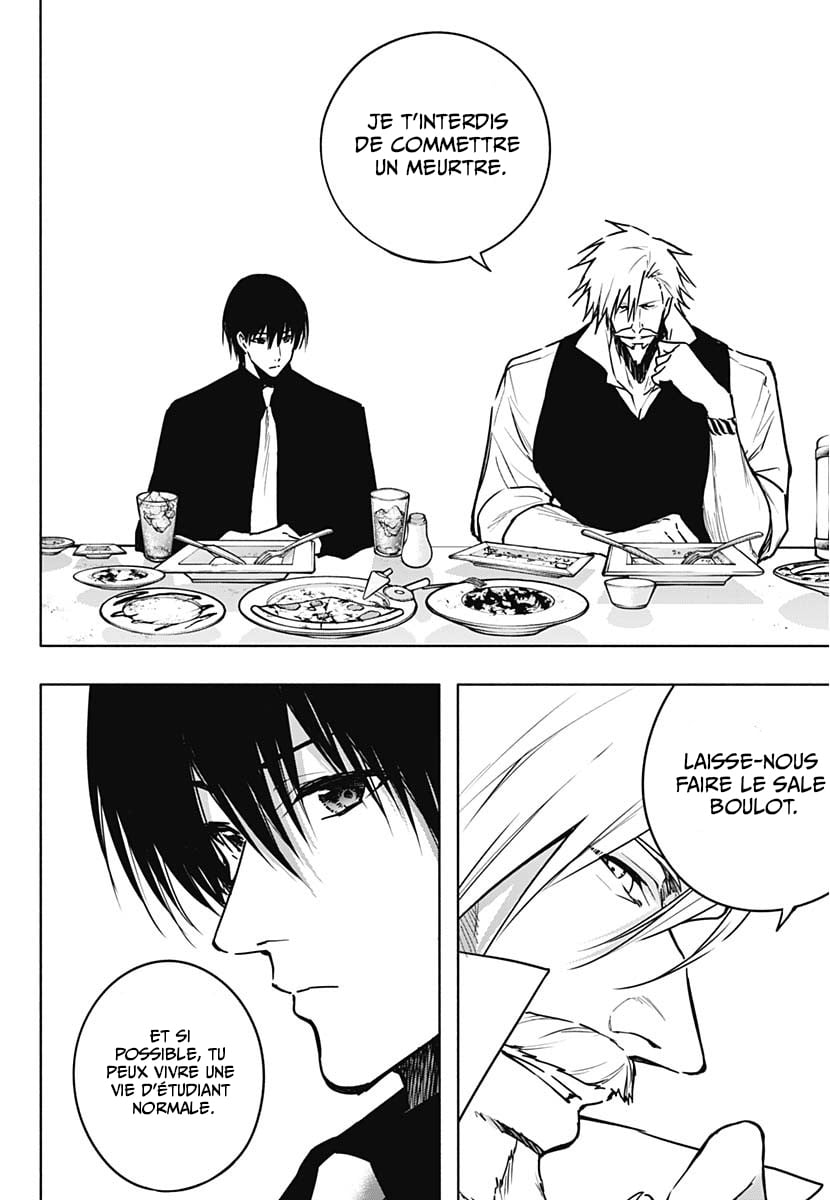 JE T'INTERDIS
DE COMMETTRE
UN MEURTRE.
LAISSE-NOUS
FAIRE LE SALE
BOULOT.
ET SI
POSSIBLE, TU
PEUX VIVRE UNE
VIE D'ÉTUDIANT
NORMALE.